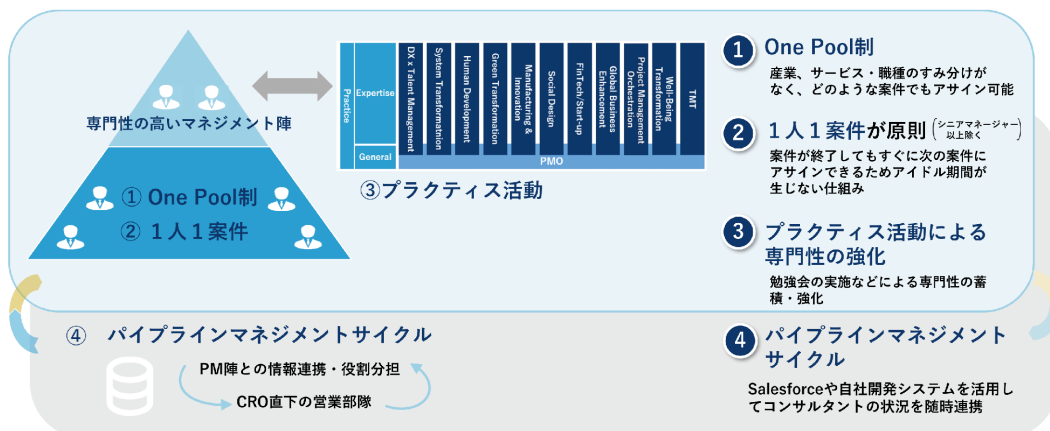 専門性の高いマネジメント陣
① One Pool制
② 1人1案件
Practice
Expertise
General
DX x Talent Management
System Transformatnion
Human Development
Green Transformation
Manufacturing &
Innovation
Social Design
FinTech/Start-up
Global Business
Enhancement
Project Management
Orchestration
Well-Being
Transformation
TMT
PMO
③プラクティス活動
1 One Pool制
産業、サービス・職種のすみ分けが
なく、どのような案件でもアサイン可能
2 1人1案件が原則(シニアマネージャー
以上除く)
案件が終了してもすぐに次の案件に
アサインできるためアイドル期間が
生じない仕組み
3 プラクティス活動による
専門性の強化
勉強会の実施などによる専門性の蓄
積・強化
④ パイプラインマネジメントサイクル
PM陣との情報連携・役割分担
CRO直下の営業部隊
4 パイプラインマネジメント
サイクル
Salesforceや自社開発システムを活用し
てコンサルタントの状況を随時連携